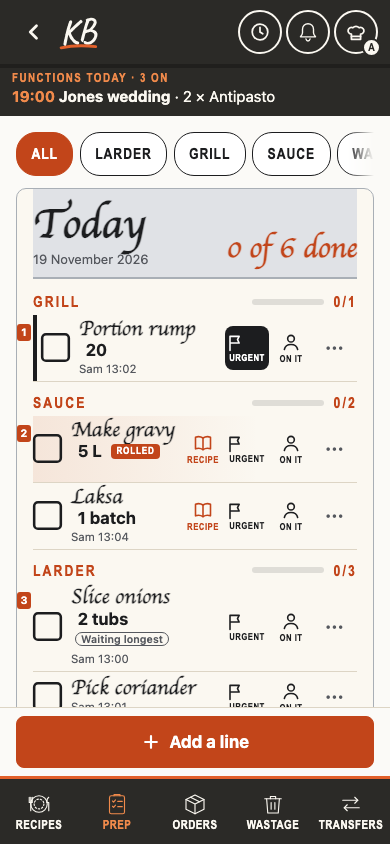 KB
A
FUNCTIONS TODAY · 3 ON
19:00 Jones wedding · 2 × Antipasto
ALL LARDER GRILL SAUCE
Today
19 November 2026
0 of 6 done
GRILL 0/1
1
Portion rump
20
Sam 13:02
URGENT ON IT
SAUCE 0/2
2
Make gravy
5 L ROLLED
RECIPE URGENT ON IT
Laksa
1 batch
Sam 13:04
RECIPE URGENT ON IT
LARDER 0/3
3
Slice onions
2 tubs
Waiting longest
Sam 13:00
URGENT ON IT
Pick coriander
Sam 13:01
URGENT ON IT
+ Add a line
RECIPES PREP ORDERS WASTAGE TRANSFERS